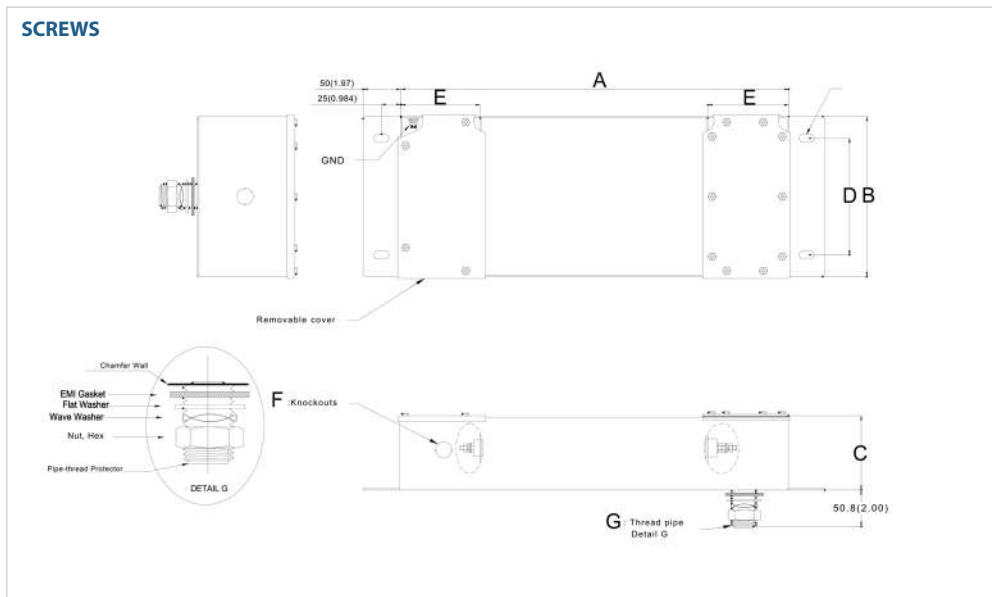 SCREWS
50(1.97)
A
25(0.984)
E
E
GND
D
B
Removable cover
Chamfer Wall
EMI Gasket
Flat Washer
Wave Washer
Nut, Hex
Pipe-thread Protector
DETAIL G
F :Knockouts
C
50.8(2.00)
G : Thread pipe
Detail G